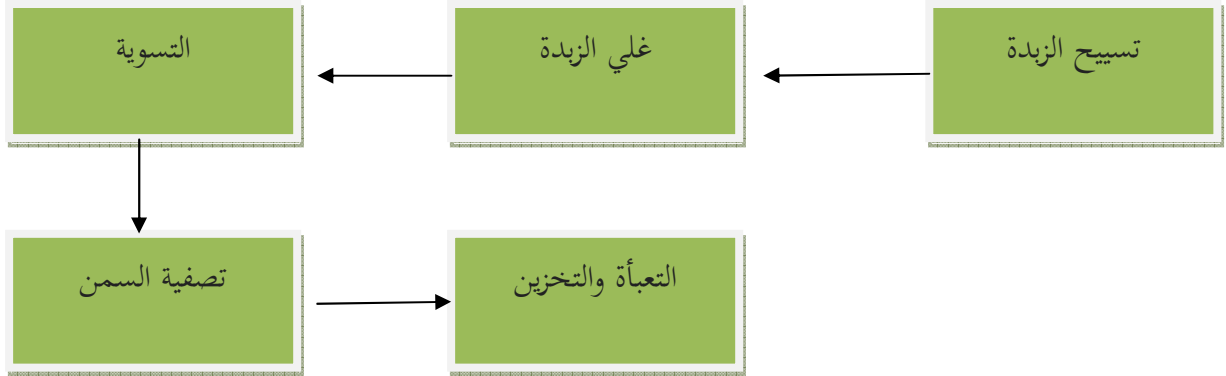 تسييح الزبدة
غلي الزبدة
التسوية
تصفية السمن
التعبأة والتخزين